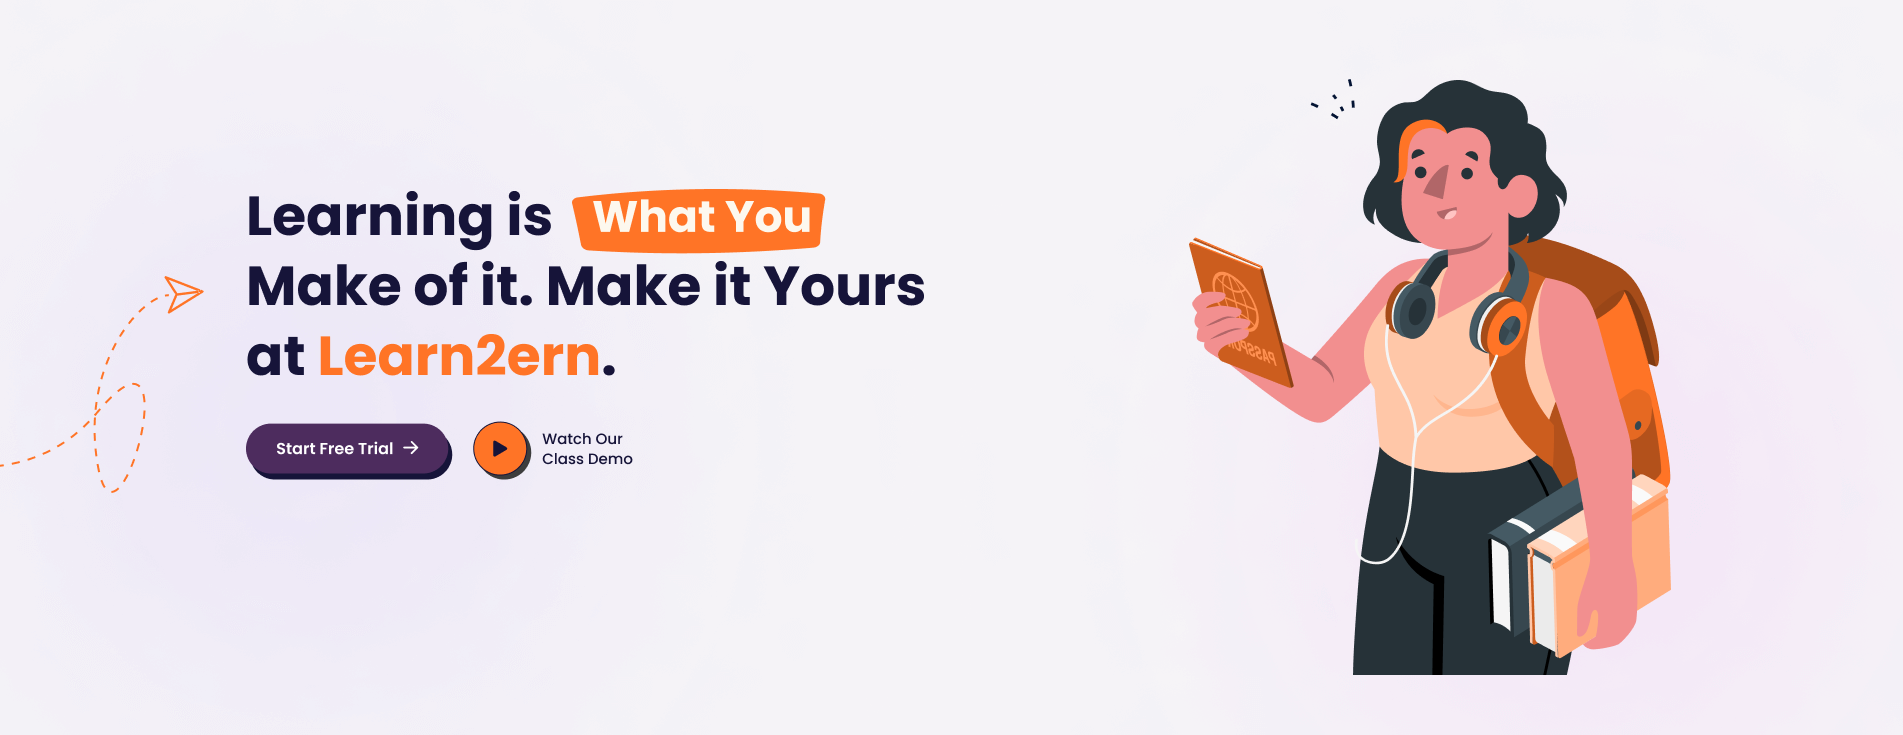 Learning is What You
Make of it. Make it Yours
at Learn2ern.
Start Free Trial
Watch Our
Class Demo
PASSPORT